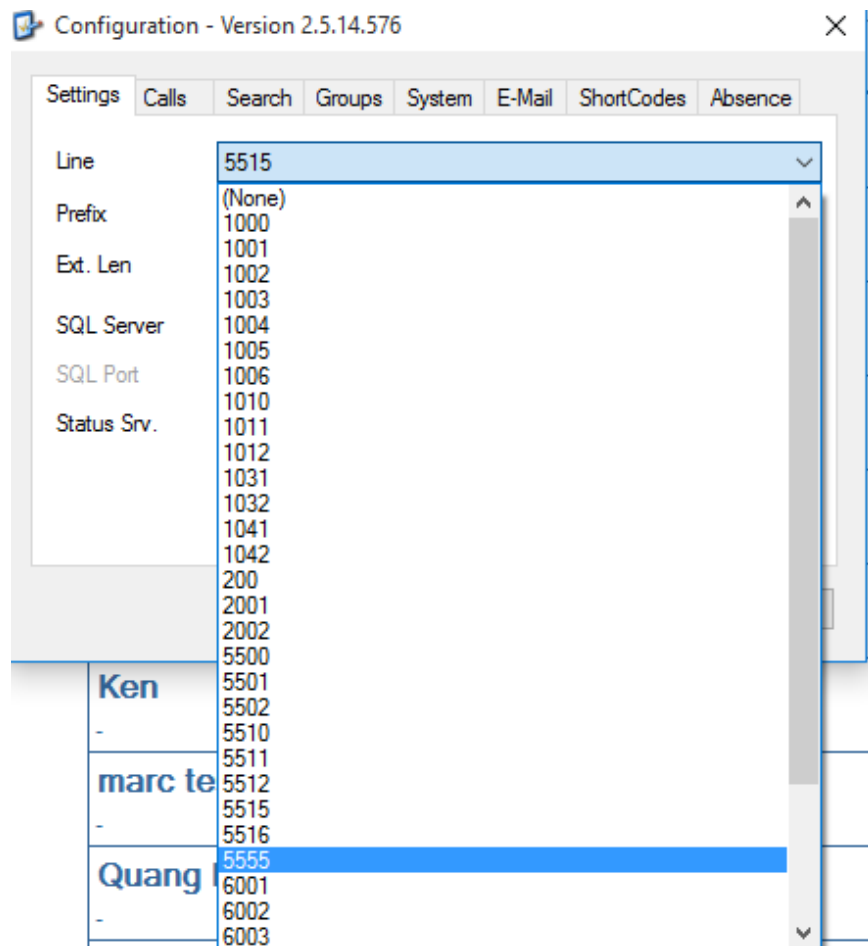 Configuration - Version 2.5.14.576
Settings Calls Search Groups System E-Mail ShortCodes Absence
Line 5515
(None)
Prefix
1000
1001
Ext. Len
1002
1003
SQL Server 1004
1005
SQL Port 1006
1010
Status Srv. 1011
1012
1031
1032
1041
1042
200
2001
2002
5500
Ken
5501
5502
-
5510
5511
marc te
5512
5515
-
5516
5555
Quang
6001
6002
-
6003